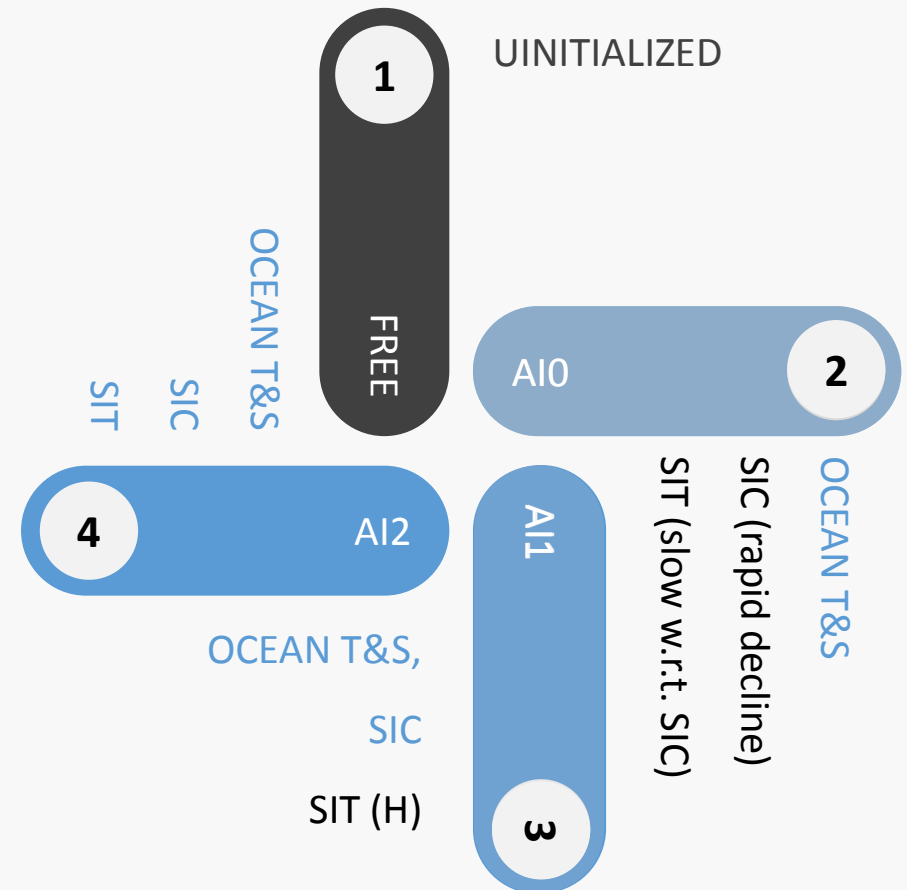 1
UINITIALIZED
FREE
AI0
2
OCEAN T&S
SIC (rapid decline)
SIT (slow w.r.t. SIC)
AI1
3
OCEAN T&S,
SIC
SIT (H)
4
AI2
OCEAN T&S
SIC
SIT